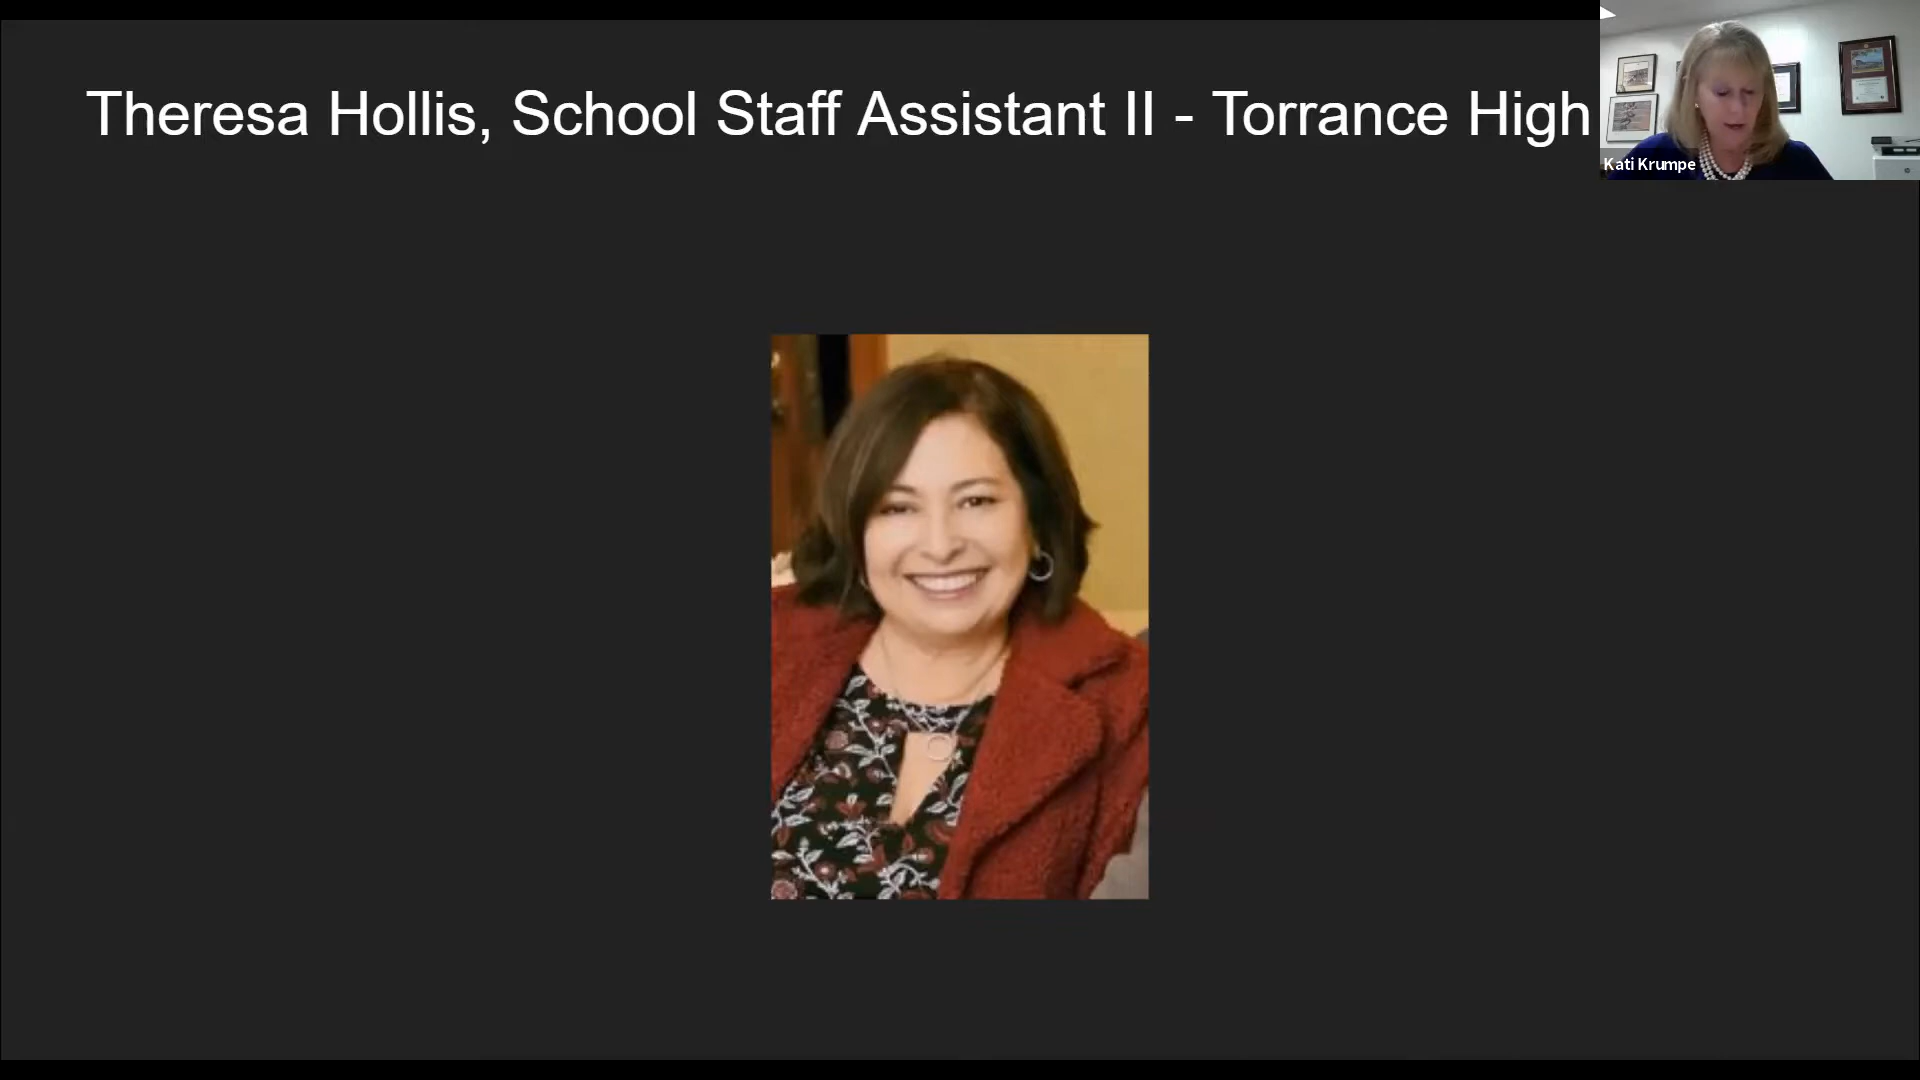 Theresa Hollis, School Staff Assistant II - Torrance High
Kati Krumpe